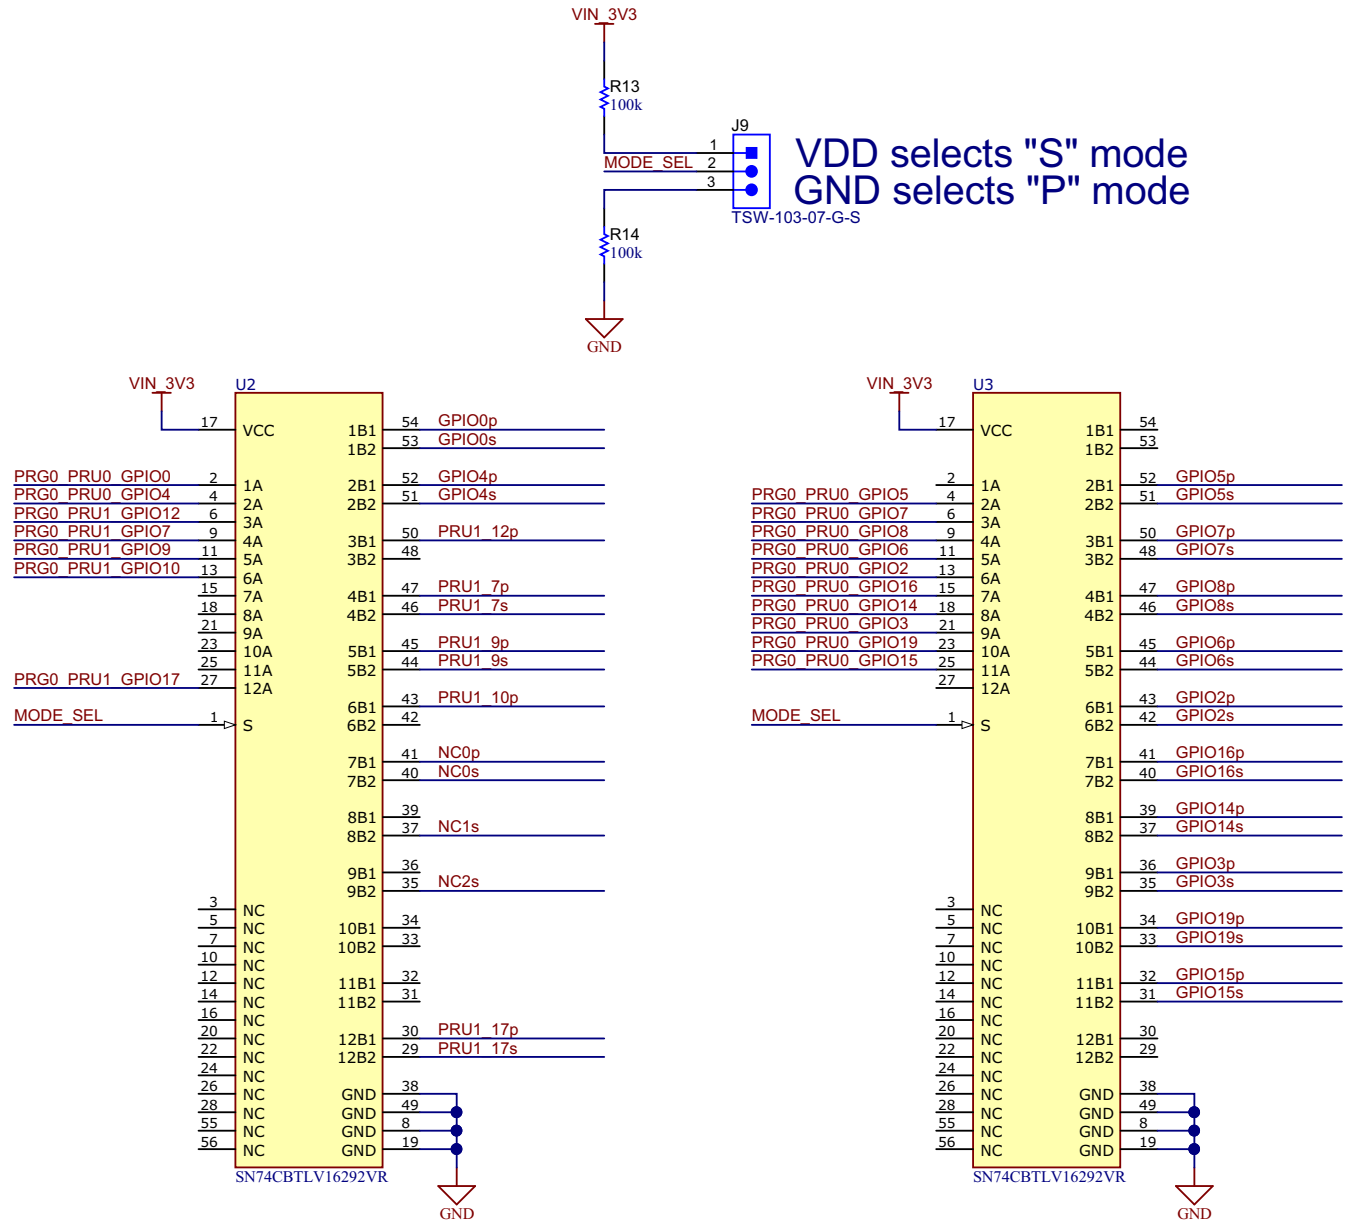 VIN_3V3
R13
100k
J9
1
MODE_SEL 2
3
VDD selects "S" mode
GND selects "P" mode
TSW-103-07-G-S
R14
100k
GND
VIN_3V3
U2
17 VCC
PRG0_PRU0_GPIO0 2 1A
PRG0_PRU0_GPIO4 4 2A
PRG0_PRU1_GPIO12 6 3A
PRG0_PRU1_GPIO7 9 4A
PRG0_PRU1_GPIO9 11 5A
PRG0_PRU1_GPIO10 13 6A
15 7A
18 8A
21 9A
23 10A
25 11A
PRG0_PRU1_GPIO17 27 12A
MODE_SEL 1 S
3 NC
5 NC
7 NC
10 NC
12 NC
14 NC
16 NC
20 NC
22 NC
24 NC
26 NC
28 NC
55 NC
56 NC
1B1 54 GPIO0p
1B2 53 GPIO0s
2B1 52 GPIO4p
2B2 51 GPIO4s
3B1 50 PRU1_12p
3B2 48
4B1 47 PRU1_7p
4B2 46 PRU1_7s
5B1 45 PRU1_9p
5B2 44 PRU1_9s
6B1 43 PRU1_10p
6B2 42
7B1 41 NC0p
7B2 40 NC0s
8B1 39
8B2 37 NC1s
9B1 36
9B2 35 NC2s
10B1 34
10B2 33
11B1 32
11B2 31
12B1 30 PRU1_17p
12B2 29 PRU1_17s
GND 38
GND 49
GND 8
GND 19
SN74CBTLV16292VR
GND
VIN_3V3
U3
17 VCC
2 1A
PRG0_PRU0_GPIO5 4 2A
PRG0_PRU0_GPIO7 6 3A
PRG0_PRU0_GPIO8 9 4A
PRG0_PRU0_GPIO6 11 5A
PRG0_PRU0_GPIO2 13 6A
PRG0_PRU0_GPIO16 15 7A
PRG0_PRU0_GPIO14 18 8A
PRG0_PRU0_GPIO3 21 9A
PRG0_PRU0_GPIO19 23 10A
PRG0_PRU0_GPIO15 25 11A
27 12A
MODE_SEL 1 S
3 NC
5 NC
7 NC
10 NC
12 NC
14 NC
16 NC
20 NC
22 NC
24 NC
26 NC
28 NC
55 NC
56 NC
1B1 54
1B2 53
2B1 52 GPIO5p
2B2 51 GPIO5s
3B1 50 GPIO7p
3B2 48 GPIO7s
4B1 47 GPIO8p
4B2 46 GPIO8s
5B1 45 GPIO6p
5B2 44 GPIO6s
6B1 43 GPIO2p
6B2 42 GPIO2s
7B1 41 GPIO16p
7B2 40 GPIO16s
8B1 39 GPIO14p
8B2 37 GPIO14s
9B1 36 GPIO3p
9B2 35 GPIO3s
10B1 34 GPIO19p
10B2 33 GPIO19s
11B1 32 GPIO15p
11B2 31 GPIO15s
12B1 30
12B2 29
GND 38
GND 49
GND 8
GND 19
SN74CBTLV16292VR
GND